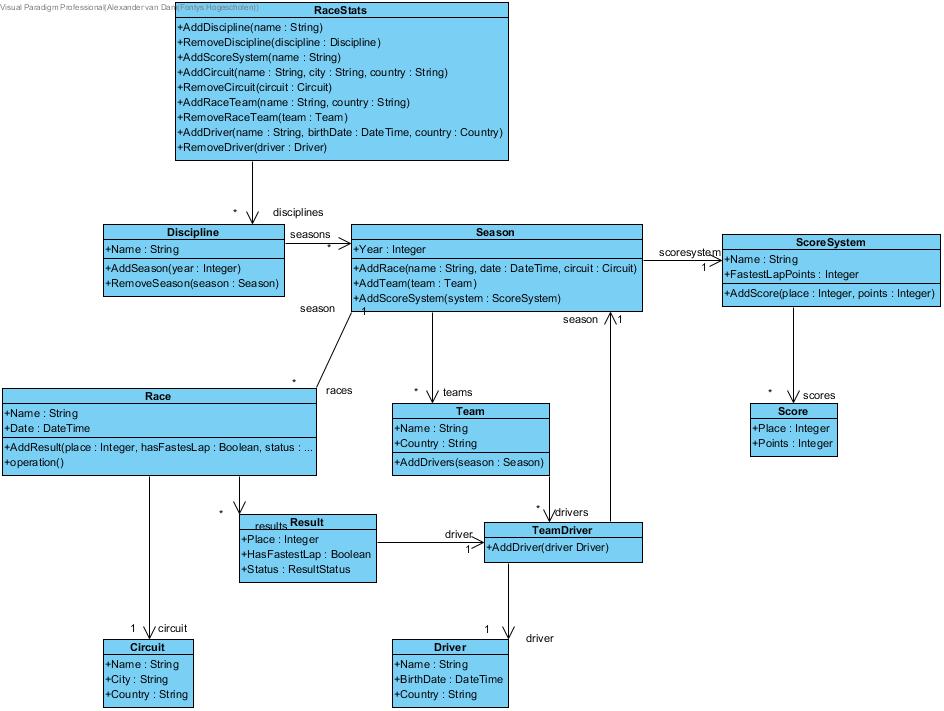 Visual Paradigm Professional(Alexander van Dam(Fontys Hogescholen))
RaceStats
+AddDiscipline(name : String)
+RemoveDiscipline(discipline : Discipline)
+AddScoreSystem(name : String)
+AddCircuit(name : String, city : String, country : String)
+RemoveCircuit(circuit : Circuit)
+AddRaceTeam(name : String, country : String)
+RemoveRaceTeam(team : Team)
+AddDriver(name : String, birthDate : DateTime, country : Country)
+RemoveDriver(driver : Driver)
* disciplines
Discipline
+Name : String
+AddSeason(year : Integer)
+RemoveSeason(season : Season)
seasons
*
Season
+Year : Integer
+AddRace(name : String, date : DateTime, circuit : Circuit)
+AddTeam(team : Team)
+AddScoreSystem(system : ScoreSystem)
scoresystem
1
ScoreSystem
+Name : String
+FastestLapPoints : Integer
+AddScore(place : Integer, points : Integer)
season 1
season 1
* races
* teams
* scores
Race
+Name : String
+Date : DateTime
+AddResult(place : Integer, hasFastesLap : Boolean, status : ...
+operation()
Team
+Name : String
+Country : String
+AddDrivers(season : Season)
Score
+Place : Integer
+Points : Integer
* results
* drivers
Result
+Place : Integer
+HasFastestLap : Boolean
+Status : ResultStatus
driver
1
TeamDriver
+AddDriver(driver Driver)
1 circuit
1 driver
Circuit
+Name : String
+City : String
+Country : String
Driver
+Name : String
+BirthDate : DateTime
+Country : String